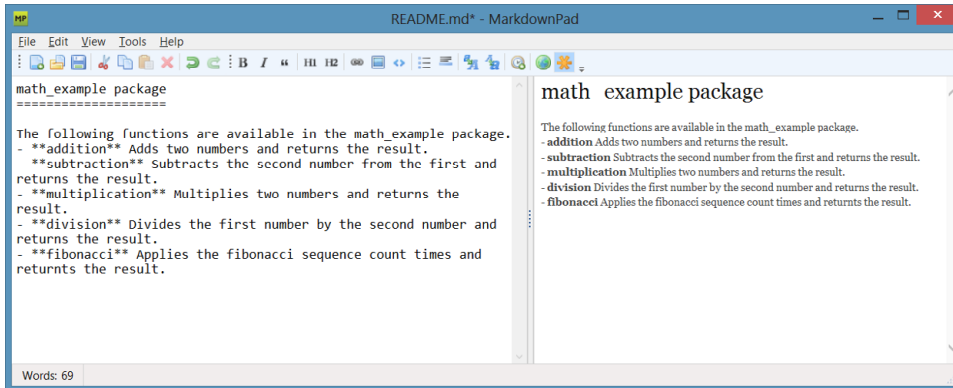 MP
README.md* - MarkdownPad
File Edit View Tools Help
B I “ H1 H2
math_example package
=====================
The following functions are available in the math_example package.
- **addition** Adds two numbers and returns the result.
**subtraction** Subtracts the second number from the first and
returns the result.
- **multiplication** Multiplies two numbers and returns the
result.
- **division** Divides the first number by the second number and
returns the result.
- **fibonacci** Applies the fibonacci sequence count times and
returnts the result.
math example package
The following functions are available in the math_example package.
- addition Adds two numbers and returns the result.
- subtraction Subtracts the second number from the first and returns the result.
- multiplication Multiplies two numbers and returns the result.
- division Divides the first number by the second number and returns the result.
- fibonacci Applies the fibonacci sequence count times and returnts the result.
Words: 69